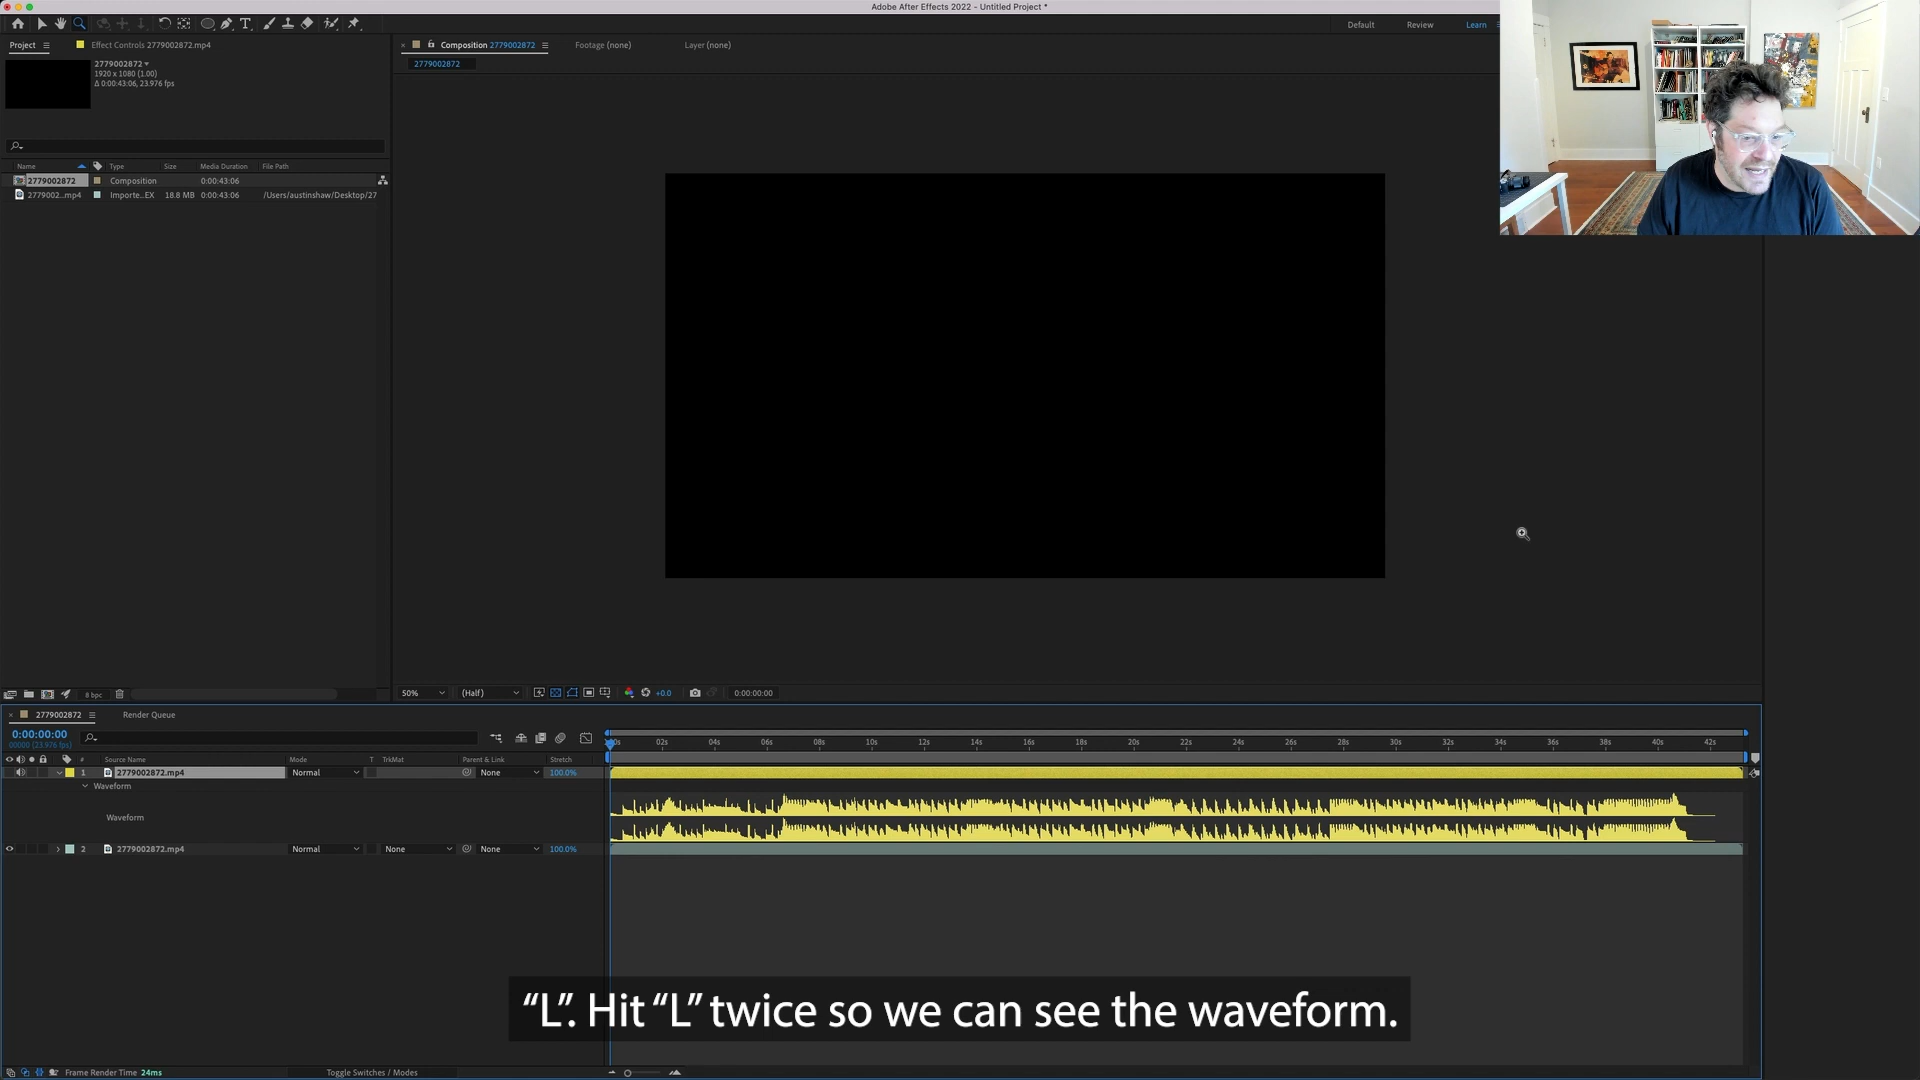 Adobe After Effects 2022 - Untitled Project *
Default
Review
Learn
Project
Effect Controls 2779002872.mp4
Composition 2779002872
Footage (none)
Layer (none)
2779002872
2779002872
1920 x 1080 (1.00)
Δ 0:00:43:06, 23.976 fps
Name
Type
Size
Media Duration
File Path
2779002872
Composition
0:00:43:06
2779002...mp4
Importe...EX
18.8 MB
0:00:43:06
/Users/austinshaw/Desktop/27
8 bpc
50%
(Half)
+0.0
0:00:00:00
2779002872
Render Queue
0:00:00:00
00000 (23.976 fps)
02s
04s
06s
08s
10s
12s
14s
16s
18s
20s
22s
24s
26s
28s
30s
32s
34s
36s
38s
40s
42s
#
Source Name
Mode
T
TrkMat
Parent & Link
Stretch
1
2779002872.mp4
Normal
None
100.0%
Waveform
Waveform
2
2779002872.mp4
Normal
None
None
100.0%
“L”. Hit “L” twice so we can see the waveform.
Frame Render Time 24ms
Toggle Switches / Modes